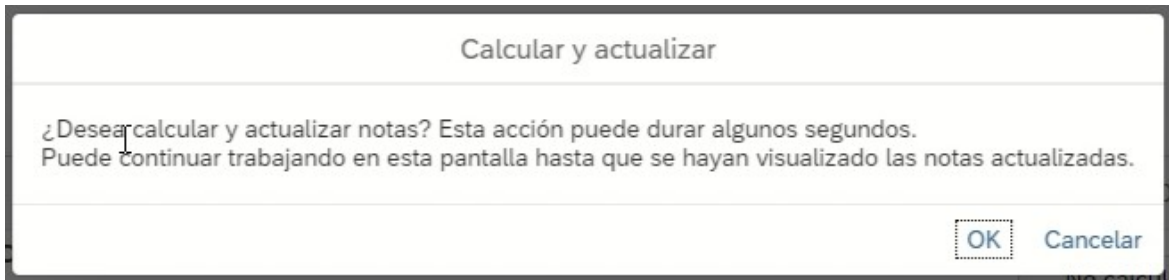 Calcular y actualizar
¿Desea calcular y actualizar notas? Esta acción puede durar algunos segundos.
Puede continuar trabajando en esta pantalla hasta que se hayan visualizado las notas actualizadas.
OK Cancelar